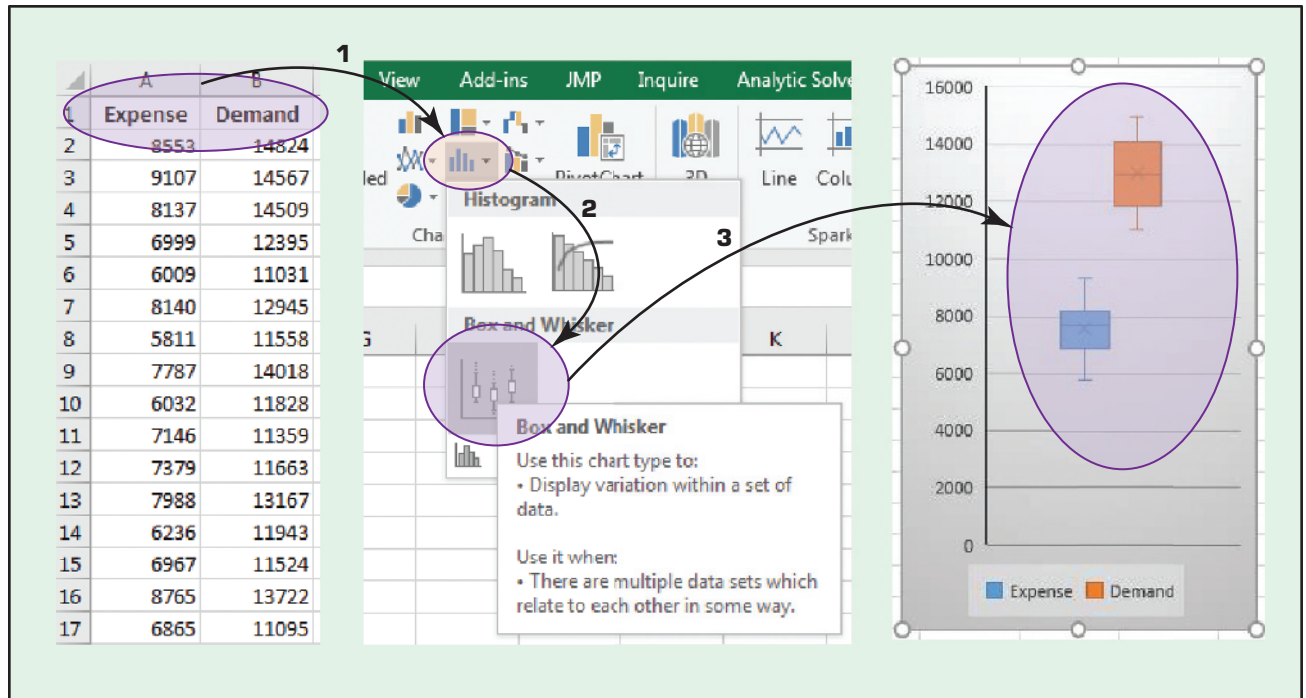 1
A B
1 Expense Demand
2 8553 14824
3 9107 14567
4 8137 14509
5 6999 12395
6 6009 11031
7 8140 12945
8 5811 11558
9 7787 14018
10 6032 11828
11 7146 11359
12 7379 11663
13 7988 13167
14 6236 11943
15 6967 11524
16 8765 13722
17 6865 11095
View Add-ins JMP Inquire Analytic Solve
led PivotChart 3D Line Colu
Cha Spark
Histogram
2
3
Box and Whisker
G K
Box and Whisker
Use this chart type to:
• Display variation within a set of
data.
Use it when:
• There are multiple data sets which
relate to each other in some way.
16000
14000
12000
10000
8000
6000
4000
2000
0
Expense Demand